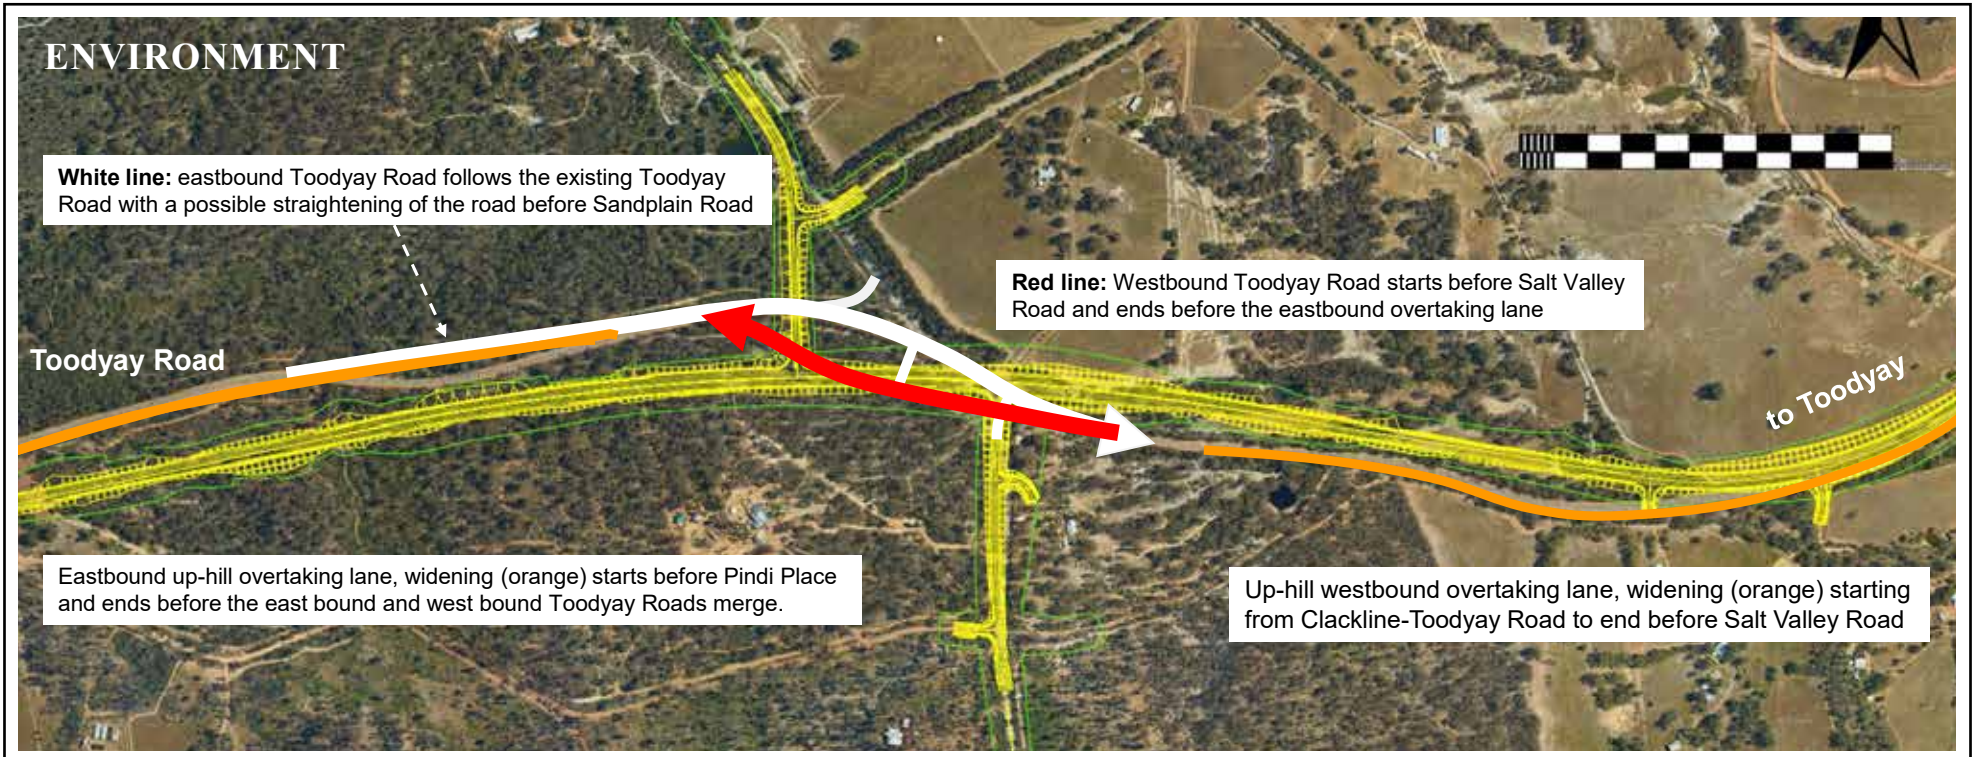 ENVIRONMENT
White line: eastbound Toodyay Road follows the existing Toodyay
Road with a possible straightening of the road before Sandplain Road
Red line: Westbound Toodyay Road starts before Salt Valley
Road and ends before the eastbound overtaking lane
Toodyay Road
to Toodyay
Eastbound up-hill overtaking lane, widening (orange) starts before Pindi Place
and ends before the east bound and west bound Toodyay Roads merge.
Up-hill westbound overtaking lane, widening (orange) starting
from Clackline-Toodyay Road to end before Salt Valley Road